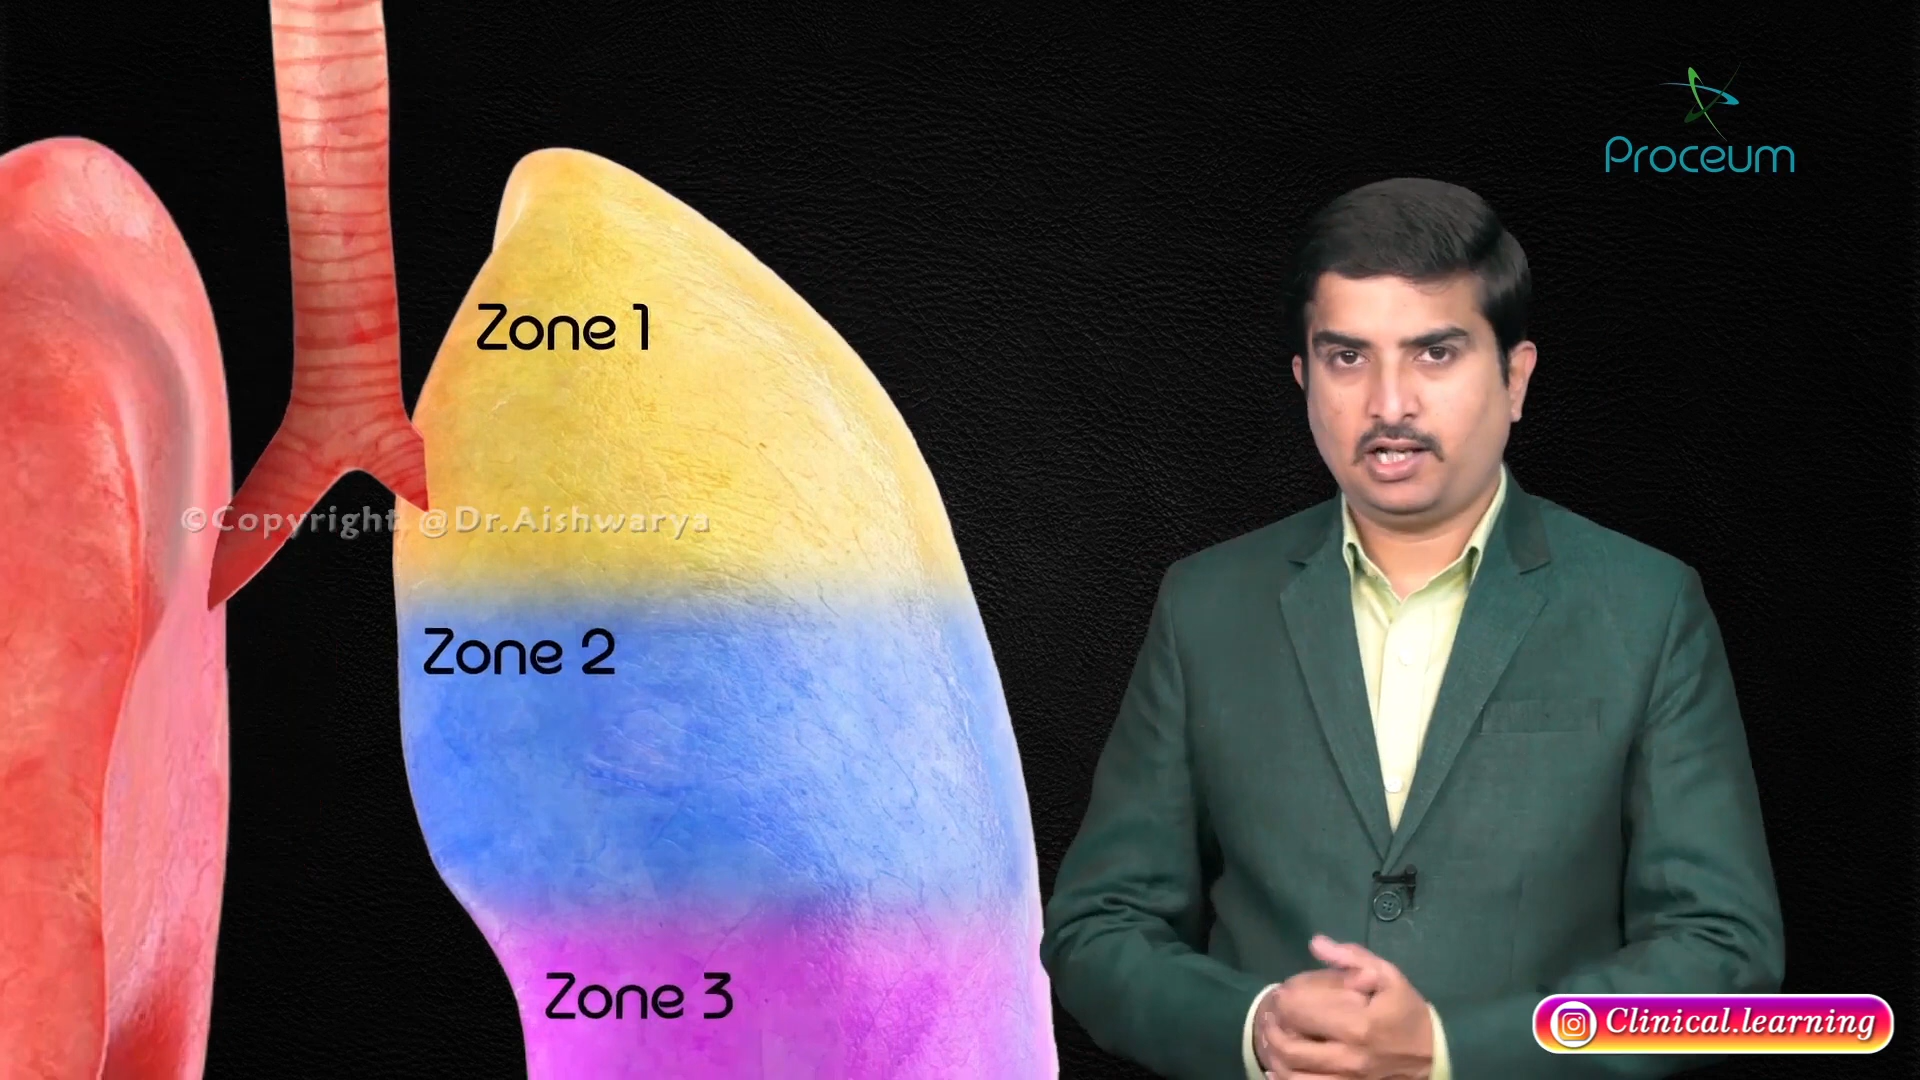 Proceum
Zone 1
©Copyright @Dr.Aishwarya
Zone 2
Zone 3
Clinical.learning